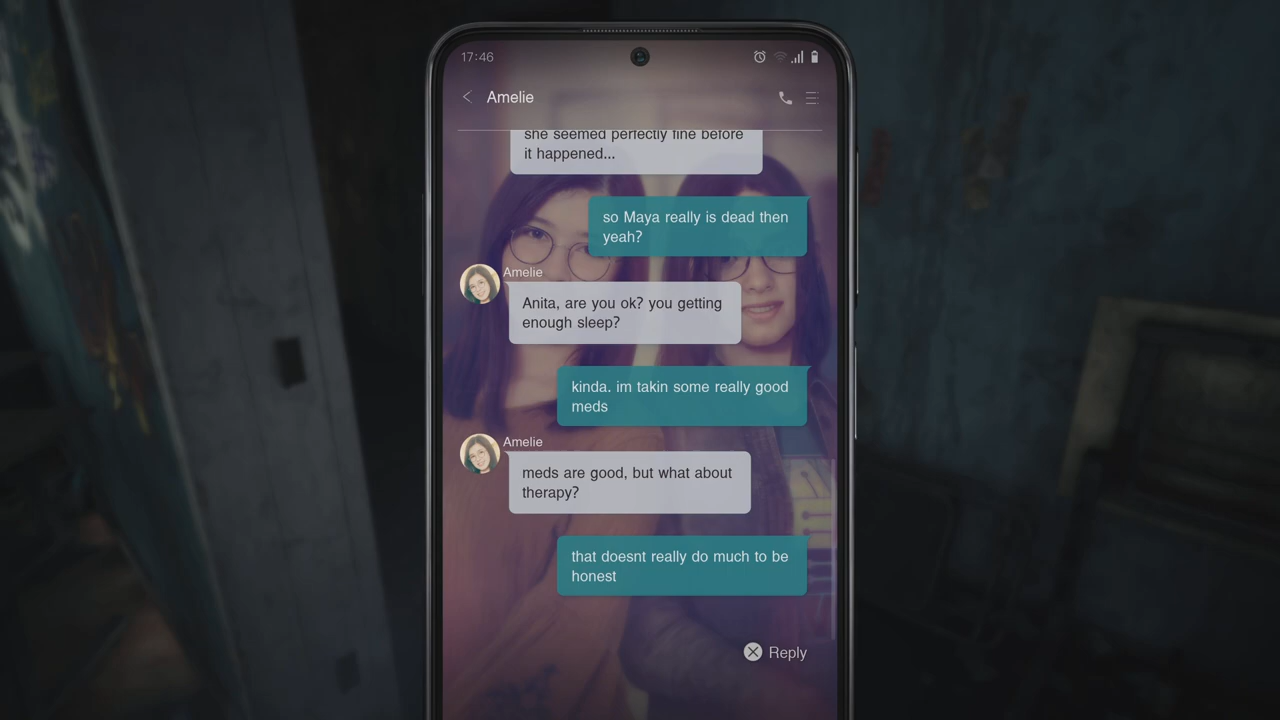 17:46
Amelie
she seemed perfectly fine before
it happened...
so Maya really is dead then
yeah?
Amelie
Anita, are you ok? you getting
enough sleep?
kinda. im takin some really good
meds
Amelie
meds are good, but what about
therapy?
that doesnt really do much to be
honest
Reply